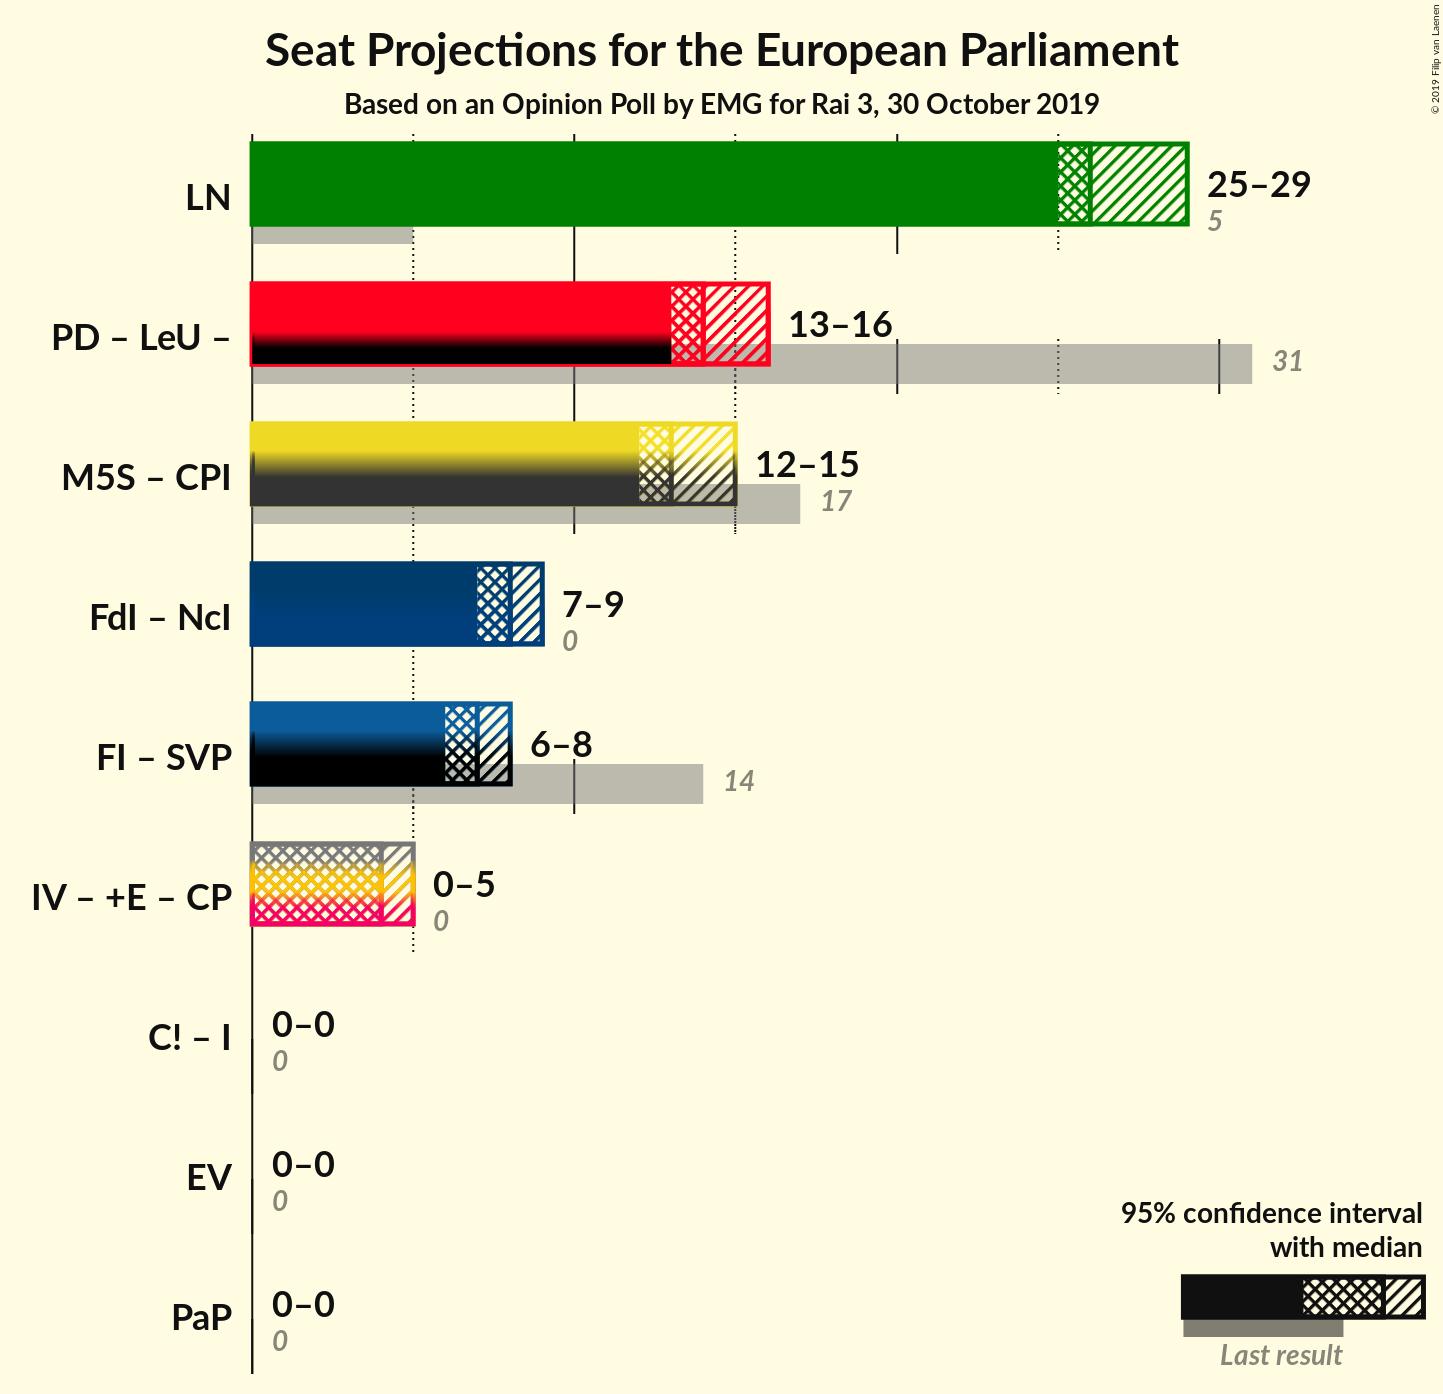 Seat Projections for the European Parliament
Based on an Opinion Poll by EMG for Rai 3, 30 October 2019
© 2019 Filip van Laenen
LN
25–29
5
PD – LeU –
13–16
31
M5S – CPI
12–15
17
FdI – NcI
7–9
0
FI – SVP
6–8
14
IV – +E – CP
0–5
0
C! – I
0–0
0
EV
0–0
0
PaP
0–0
0
95% confidence interval
with median
Last result